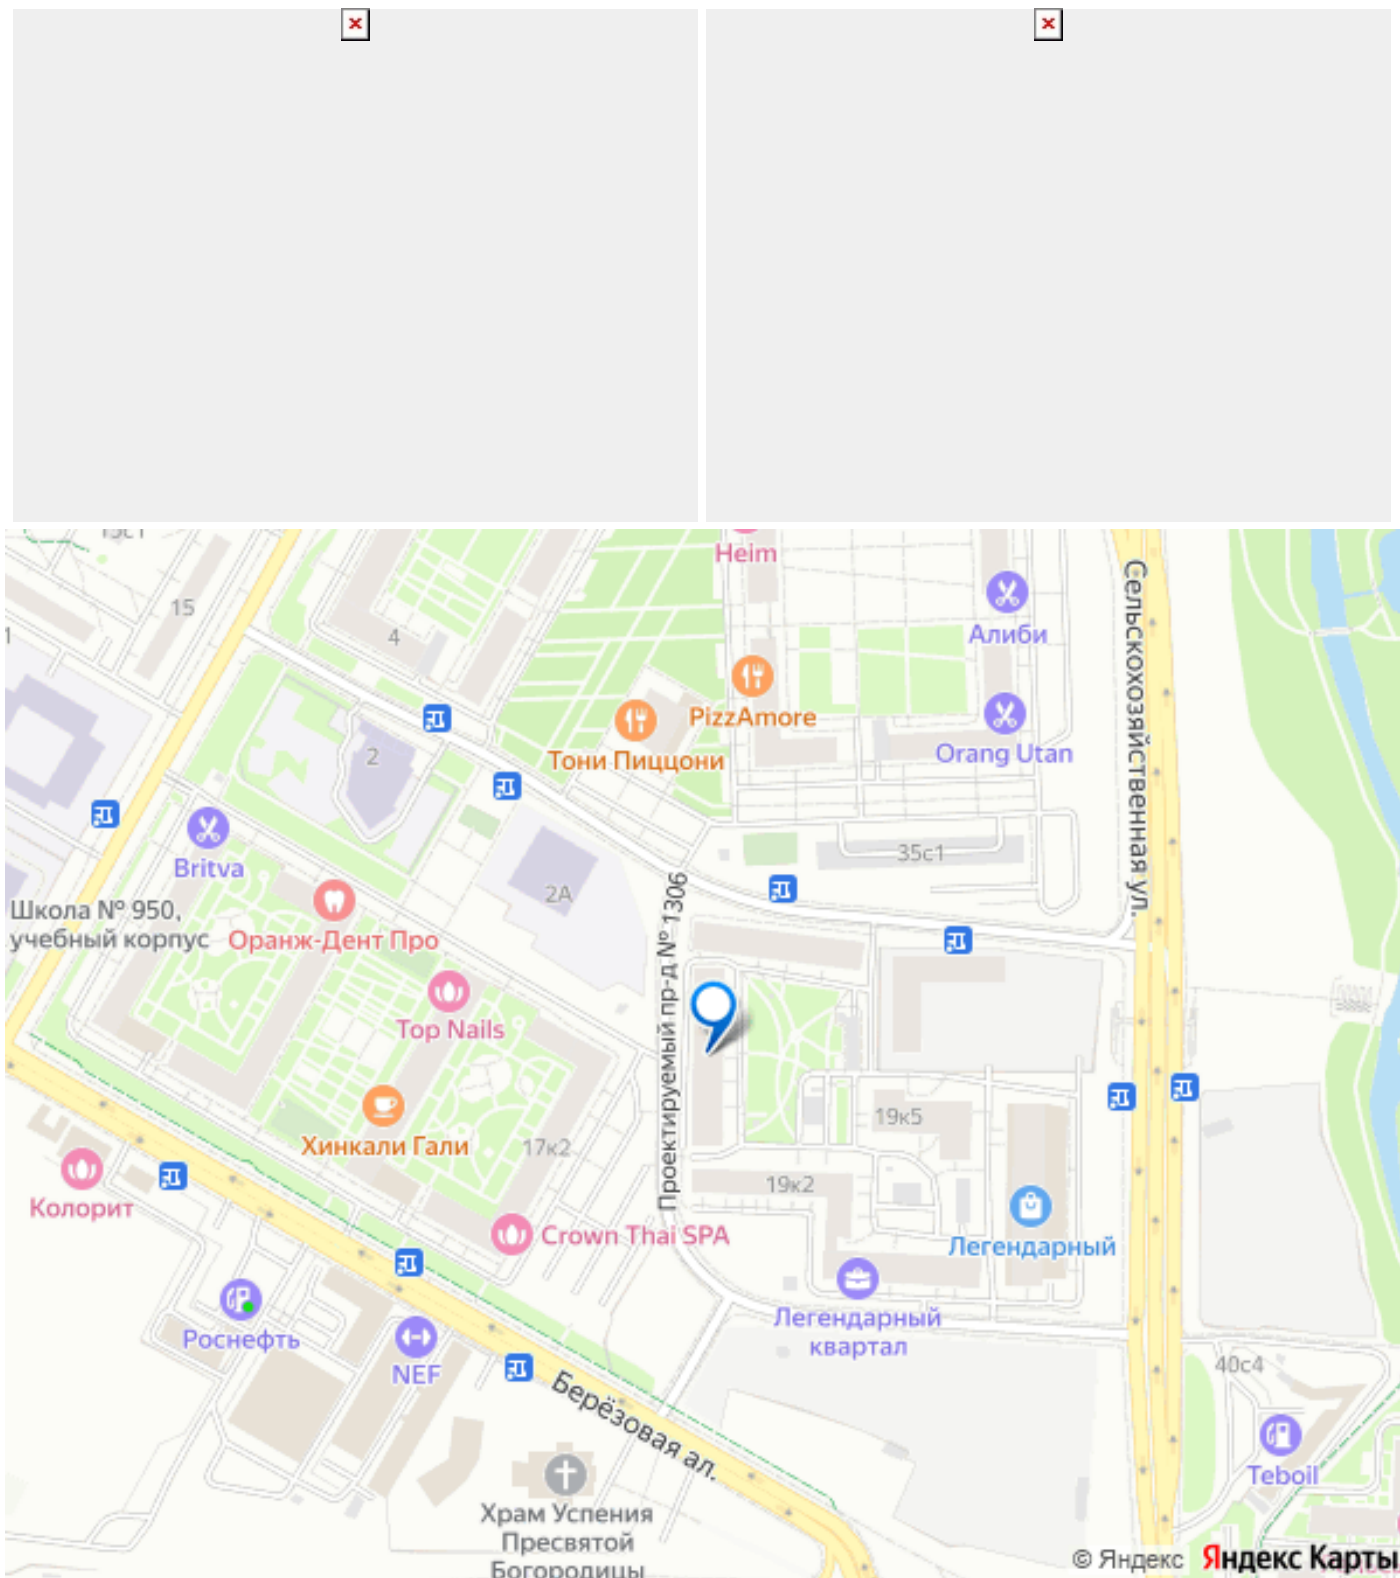 15с1
Heim
Сельскохозяйственная ул.
15
1
4
Алиби
PizzAmore
Тони Пиццони
Orang Utan
2
Britva
35с1
2А
Проектируемый пр-д № 1306
Школа № 950,
учебный корпус
Оранж-Дент Про
Top Nails
Хинкали Гали
17к2
19к5
19к2
Колорит
Crown Thai SPA
Легендарный
Роснефть
Легендарный
квартал
NEF
40с4
Берёзовая ал.
Teboil
Храм Успения
Пресвятой
Богородицы
© Яндекс Яндекс Карты